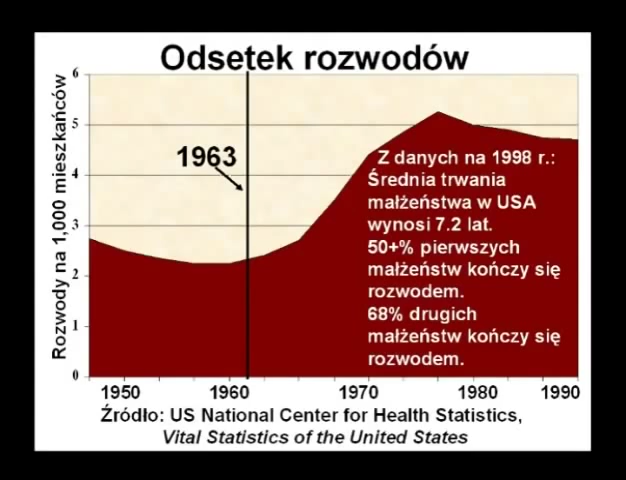 Odsetek rozwodów
Rozwody na 1,000 mieszkańców
6
5
4
3
2
1
0
1963
Z danych na 1998 r.:
Średnia trwania
małżeństwa w USA
wynosi 7.2 lat.
50+% pierwszych
małżeństw kończy się
rozwodem.
68% drugich
małżeństw kończy się
rozwodem.
1950 1960 1970 1980 1990
Źródło: US National Center for Health Statistics,
Vital Statistics of the United States